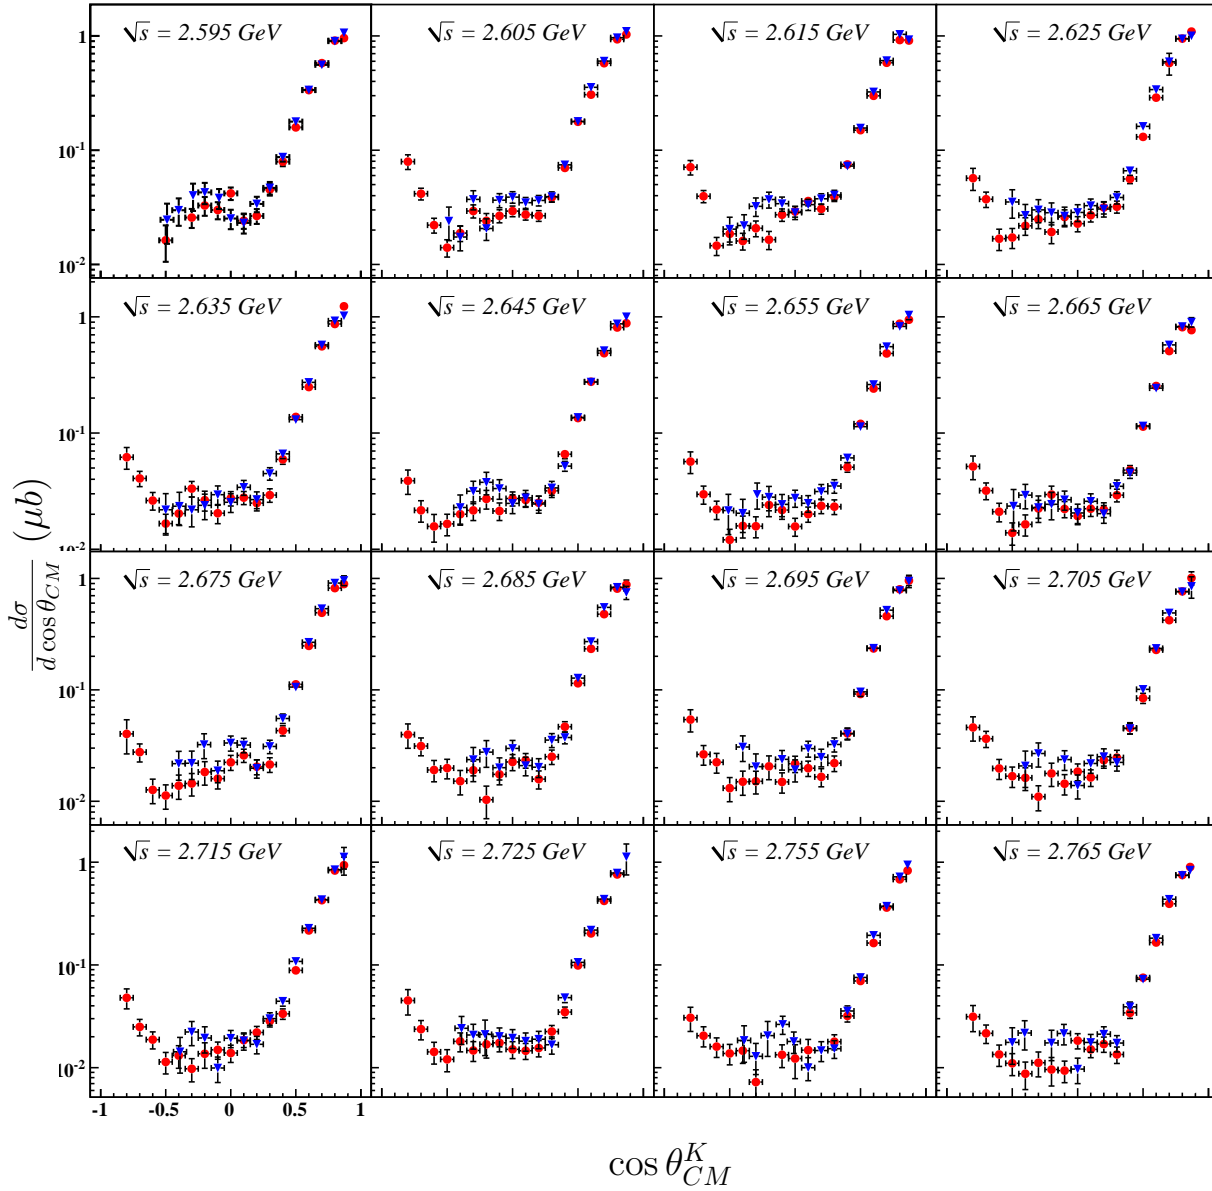 √s = 2.595 GeV √s = 2.605 GeV √s = 2.615 GeV √s = 2.625 GeV
1
10⁻¹
10⁻²
√s = 2.635 GeV √s = 2.645 GeV √s = 2.655 GeV √s = 2.665 GeV
1
10⁻¹
10⁻²
√s = 2.675 GeV √s = 2.685 GeV √s = 2.695 GeV √s = 2.705 GeV
1
10⁻¹
10⁻²
√s = 2.715 GeV √s = 2.725 GeV √s = 2.755 GeV √s = 2.765 GeV
1
10⁻¹
10⁻²
-1 -0.5 0 0.5 1
dσ/d cos θ_CM (μb)
cos θ^K_CM